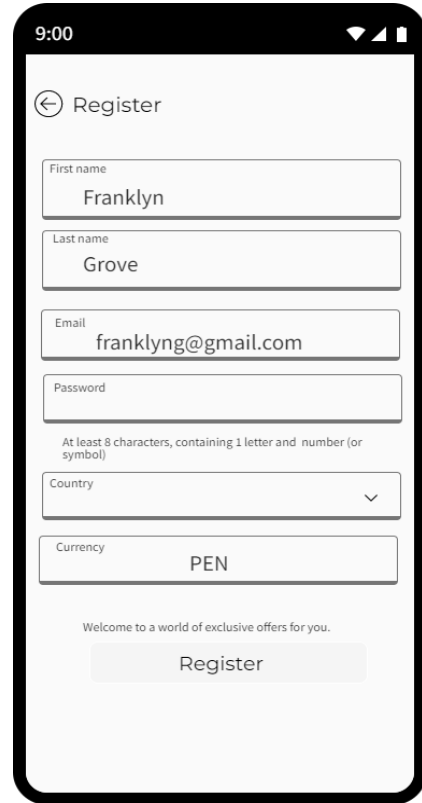 9:00
Register
First name
Franklyn
Last name
Grove
Email
franklyng@gmail.com
Password
At least 8 characters, containing 1 letter and number (or
symbol)
Country
Currency
PEN
Welcome to a world of exclusive offers for you.
Register